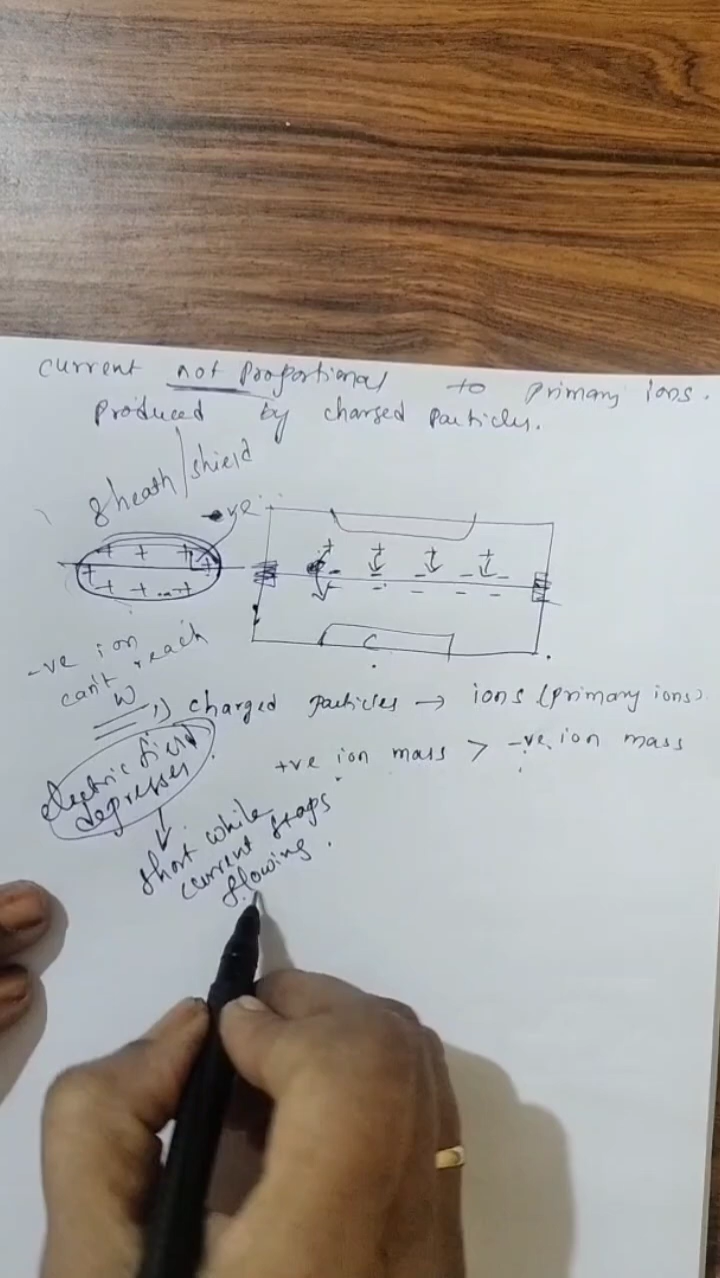 current not proportional to primary ions.
produced by charged particles.
sheath/shield
-ve
+ + +
+ +
+ + ... +
+ + + +
- - - -
C
-ve ion
can't reach
W
1) charged particles → ions (primary ions).
+ve ion mass > -ve ion mass
electric field
depresses
short while
current stops
flowing.